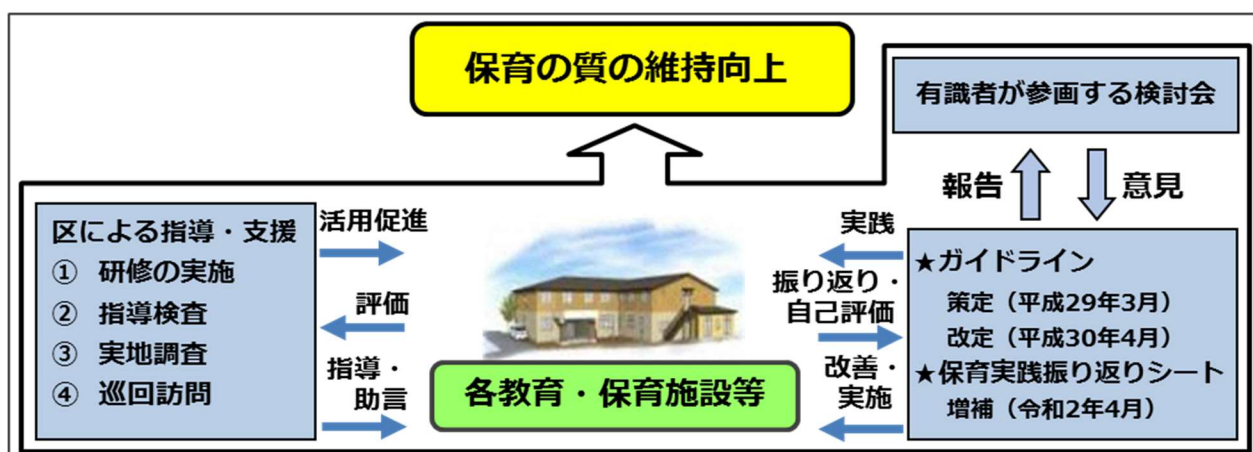 保育の質の維持向上
有識者が参画する検討会
報告
意見
区による指導・支援
① 研修の実施
② 指導検査
③ 実地調査
④ 巡回訪問
活用促進
評価
指導・
助言
各教育・保育施設等
実践
振り返り・
自己評価
改善・
実施
★ガイドライン
策定（平成29年3月）
改定（平成30年4月）
★保育実践振り返りシート
増補（令和2年4月）